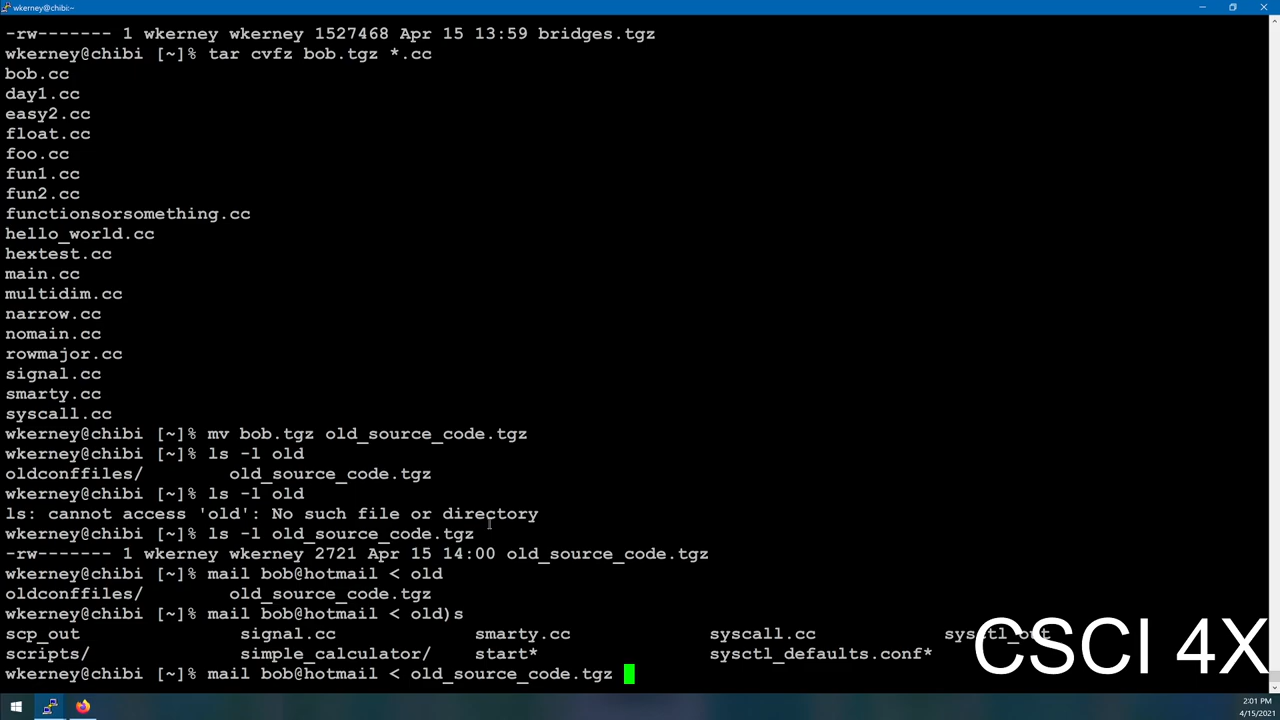 wkerney@chibi:~
-rw------- 1 wkerney wkerney 1527468 Apr 15 13:59 bridges.tgz
wkerney@chibi [~]% tar cvfz bob.tgz *.cc
bob.cc
day1.cc
easy2.cc
float.cc
foo.cc
fun1.cc
fun2.cc
functionsorsomething.cc
hello_world.cc
hextest.cc
main.cc
multidim.cc
narrow.cc
nomain.cc
rowmajor.cc
signal.cc
smarty.cc
syscall.cc
wkerney@chibi [~]% mv bob.tgz old_source_code.tgz
wkerney@chibi [~]% ls -l old
oldconffiles/        old_source_code.tgz
wkerney@chibi [~]% ls -l old
ls: cannot access 'old': No such file or directory
wkerney@chibi [~]% ls -l old_source_code.tgz
-rw------- 1 wkerney wkerney 2721 Apr 15 14:00 old_source_code.tgz
wkerney@chibi [~]% mail bob@hotmail < old
oldconffiles/        old_source_code.tgz
wkerney@chibi [~]% mail bob@hotmail < old)s
scp_out               signal.cc             smarty.cc             syscall.cc            sysctl_out
scripts/              simple_calculator/    start*                sysctl_defaults.conf*
wkerney@chibi [~]% mail bob@hotmail < old_source_code.tgz
CSCI 4X
2:01 PM
4/15/2021